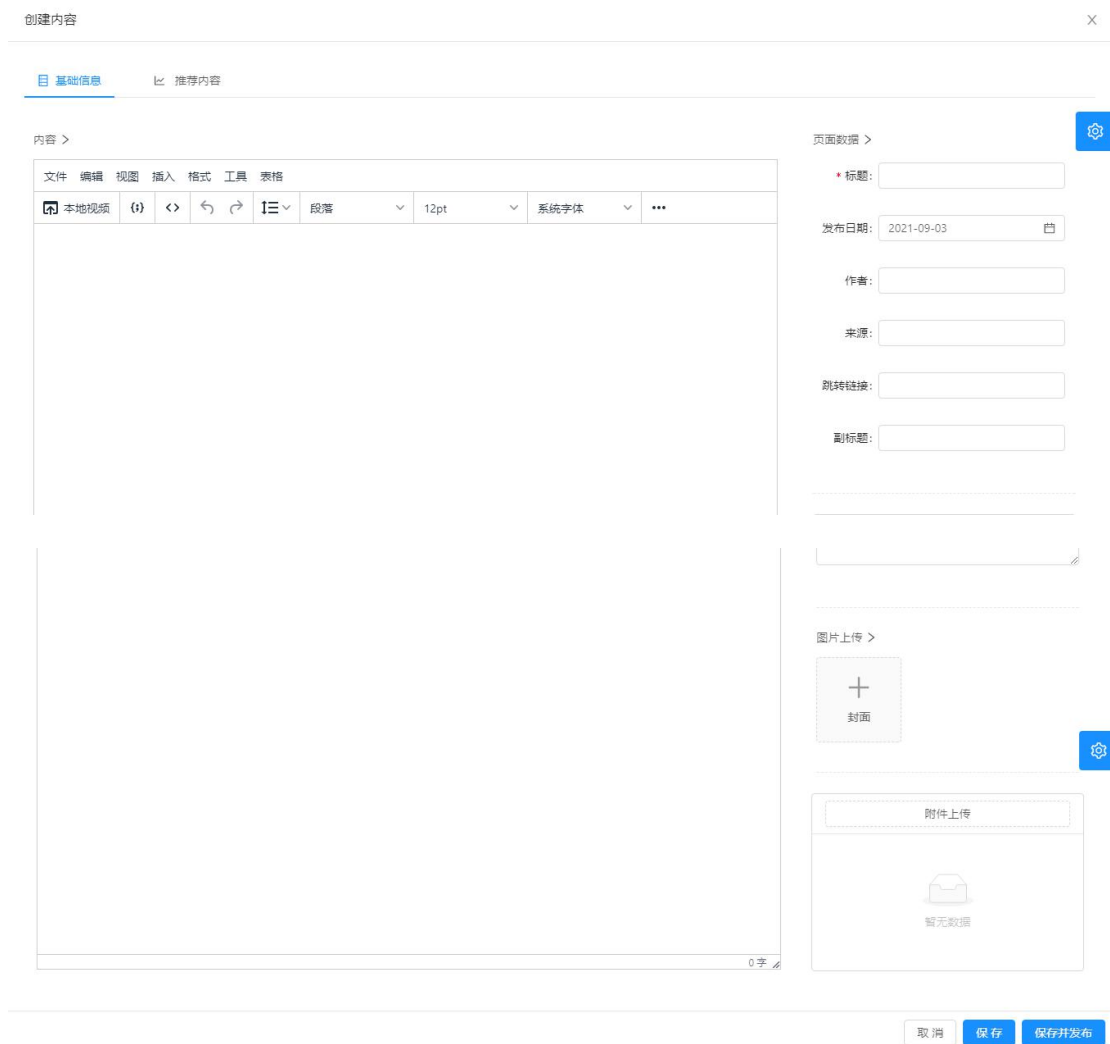 创建内容
基础信息 推荐内容
内容
文件 编辑 视图 插入 格式 工具 表格
本地视频 {;} <> 段落 12pt 系统字体 •••
0 字
页面数据
* 标题:
发布日期: 2021-09-03
作者:
来源:
跳转链接:
副标题:
图片上传
封面
附件上传
暂无数据
取 消 保 存 保存并发布